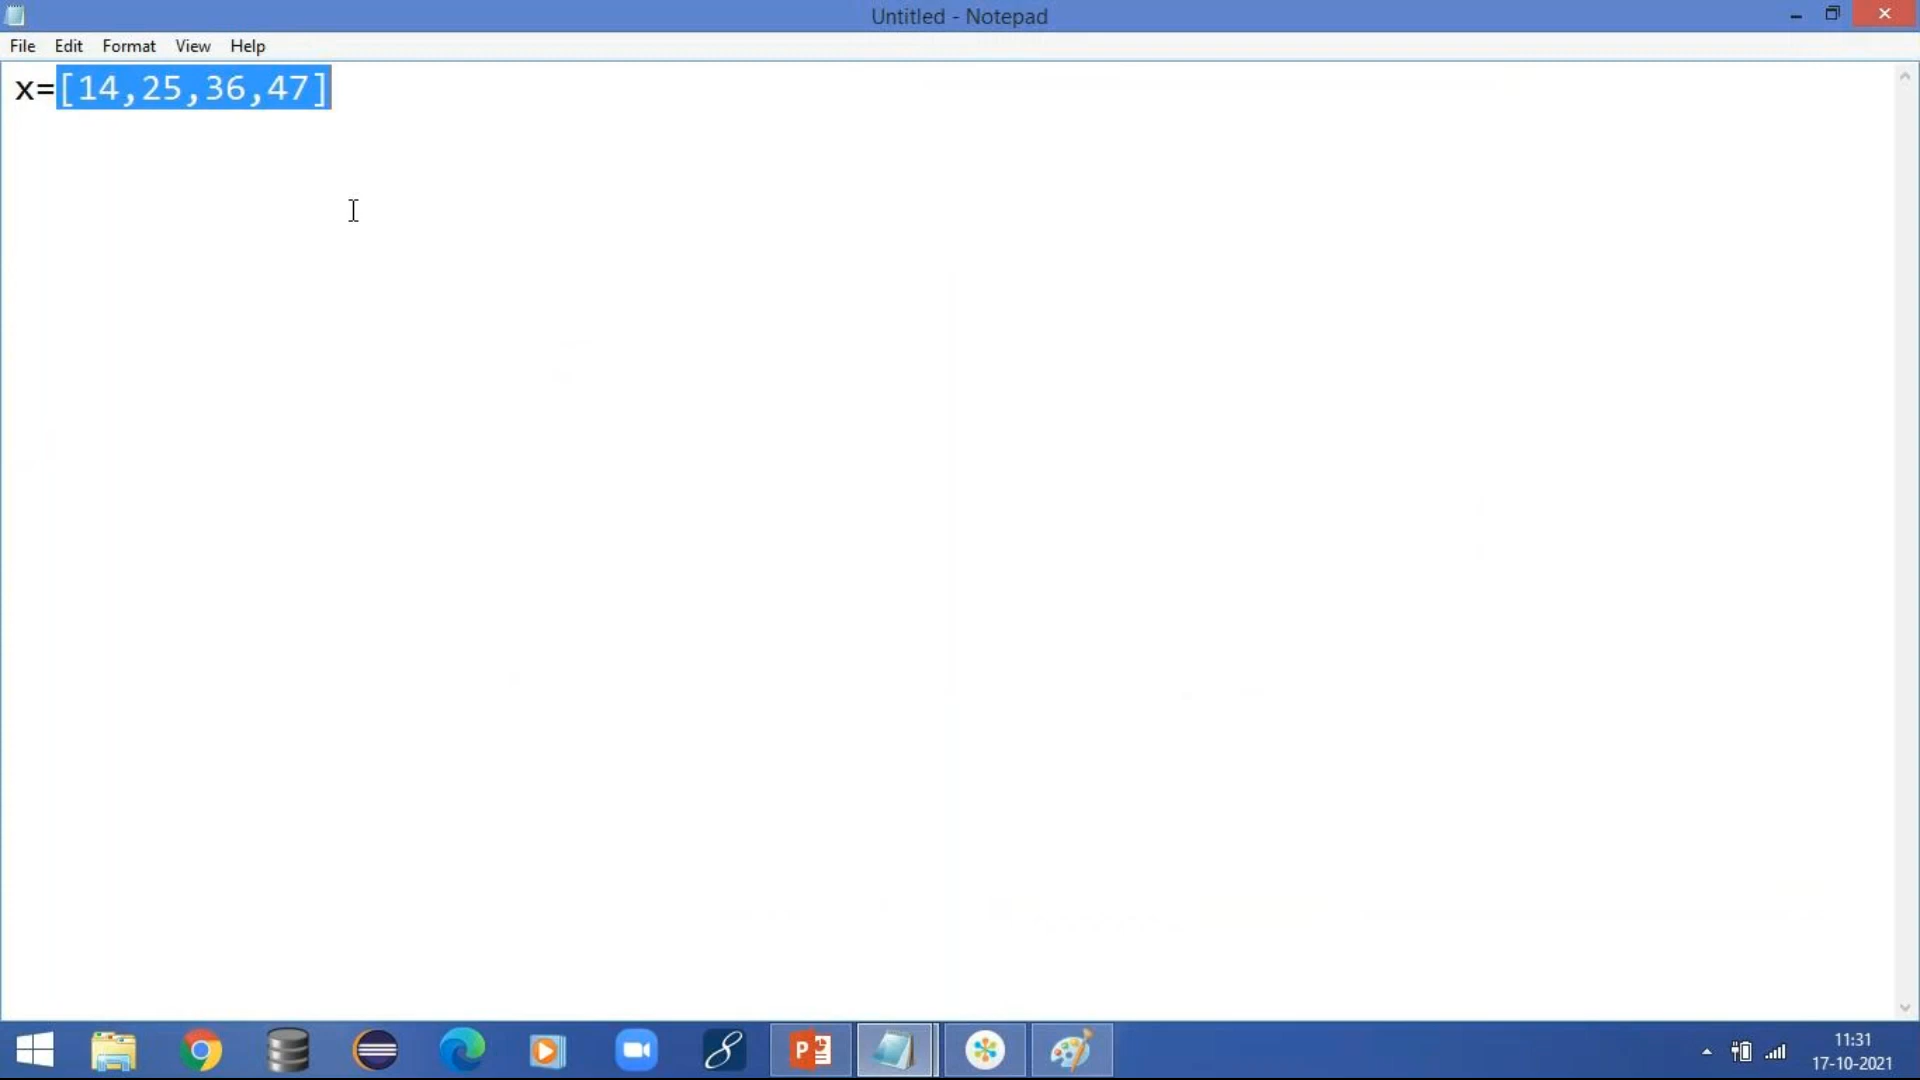 Untitled - Notepad
File Edit Format View Help
x=[14,25,36,47]
11:31
17-10-2021